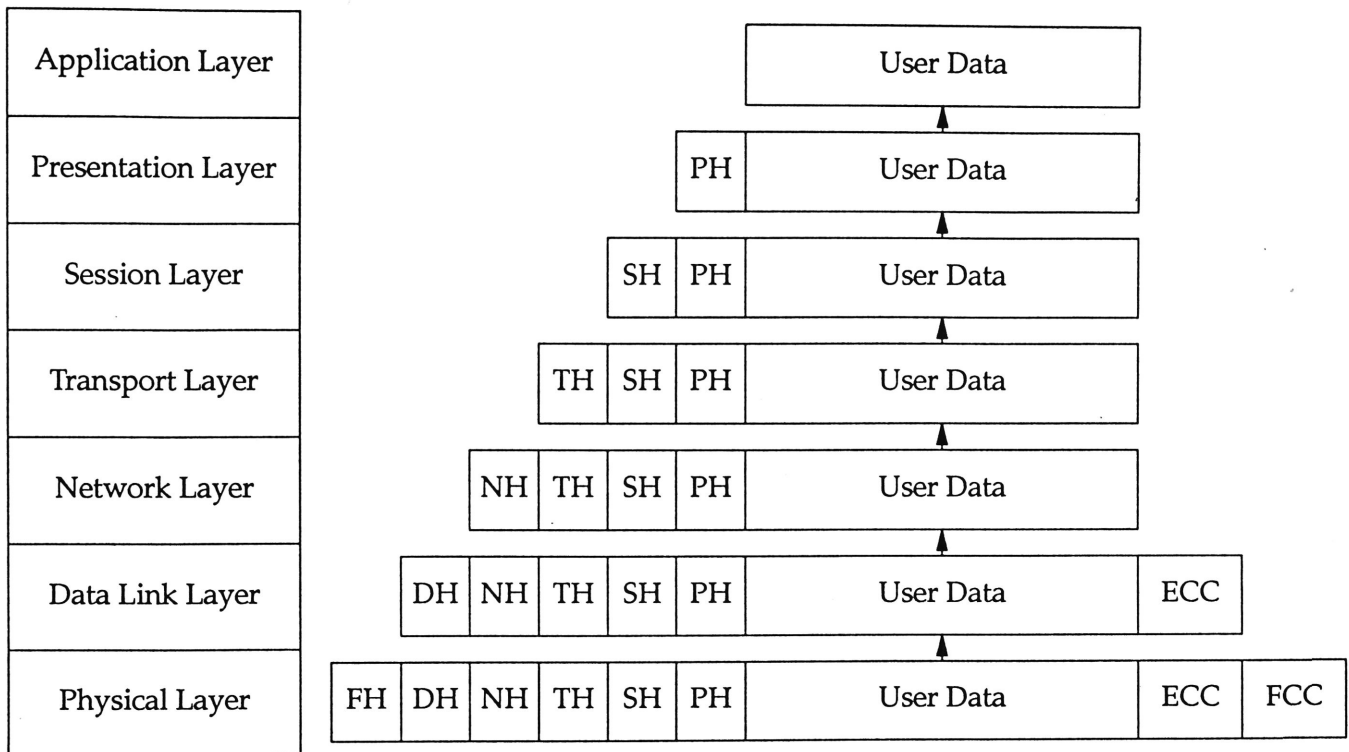 Application Layer User Data
Presentation Layer PH User Data
Session Layer SH PH User Data
Transport Layer TH SH PH User Data
Network Layer NH TH SH PH User Data
Data Link Layer DH NH TH SH PH User Data ECC
Physical Layer FH DH NH TH SH PH User Data ECC FCC